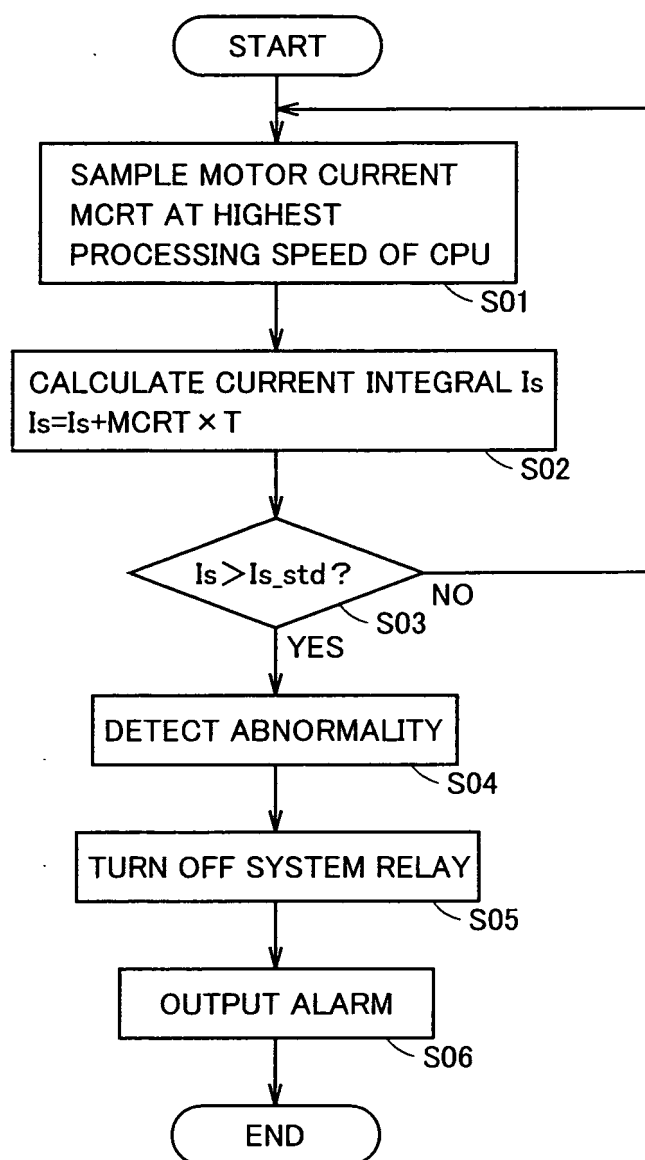 START
SAMPLE MOTOR CURRENT
MCRT AT HIGHEST
PROCESSING SPEED OF CPU
S01
CALCULATE CURRENT INTEGRAL Is
Is=Is+MCRT×T
S02
Is>Is_std?
NO
S03
YES
DETECT ABNORMALITY
S04
TURN OFF SYSTEM RELAY
S05
OUTPUT ALARM
S06
END